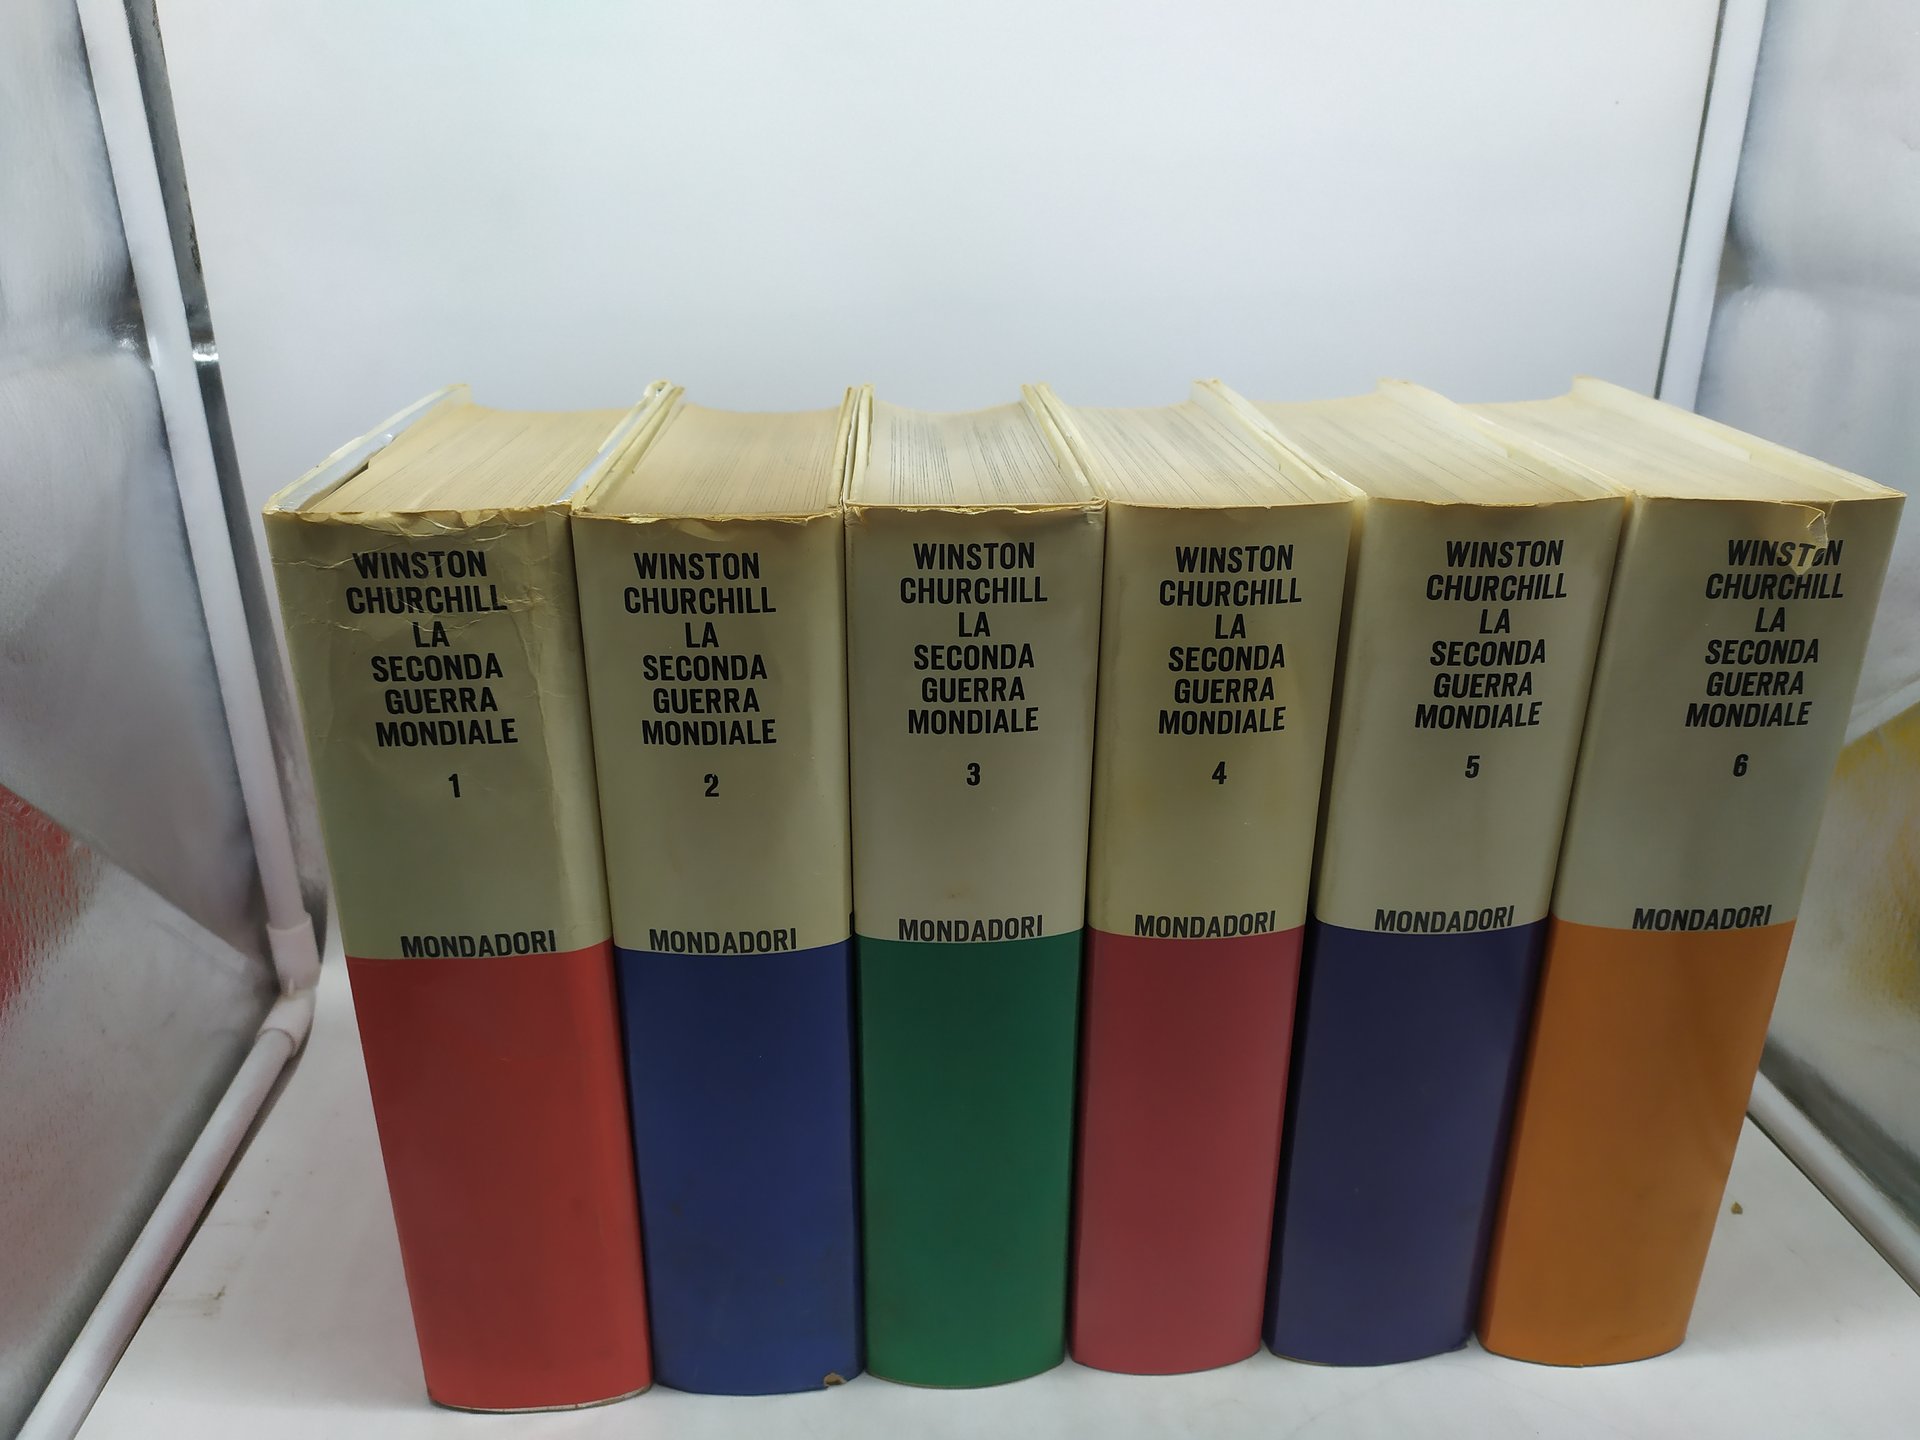 WINSTON
CHURCHILL
LA
SECONDA
GUERRA
MONDIALE
1
MONDADORI
WINSTON
CHURCHILL
LA
SECONDA
GUERRA
MONDIALE
2
MONDADORI
WINSTON
CHURCHILL
LA
SECONDA
GUERRA
MONDIALE
3
MONDADORI
WINSTON
CHURCHILL
LA
SECONDA
GUERRA
MONDIALE
4
MONDADORI
WINSTON
CHURCHILL
LA
SECONDA
GUERRA
MONDIALE
5
MONDADORI
WINSTON
CHURCHILL
LA
SECONDA
GUERRA
MONDIALE
6
MONDADORI